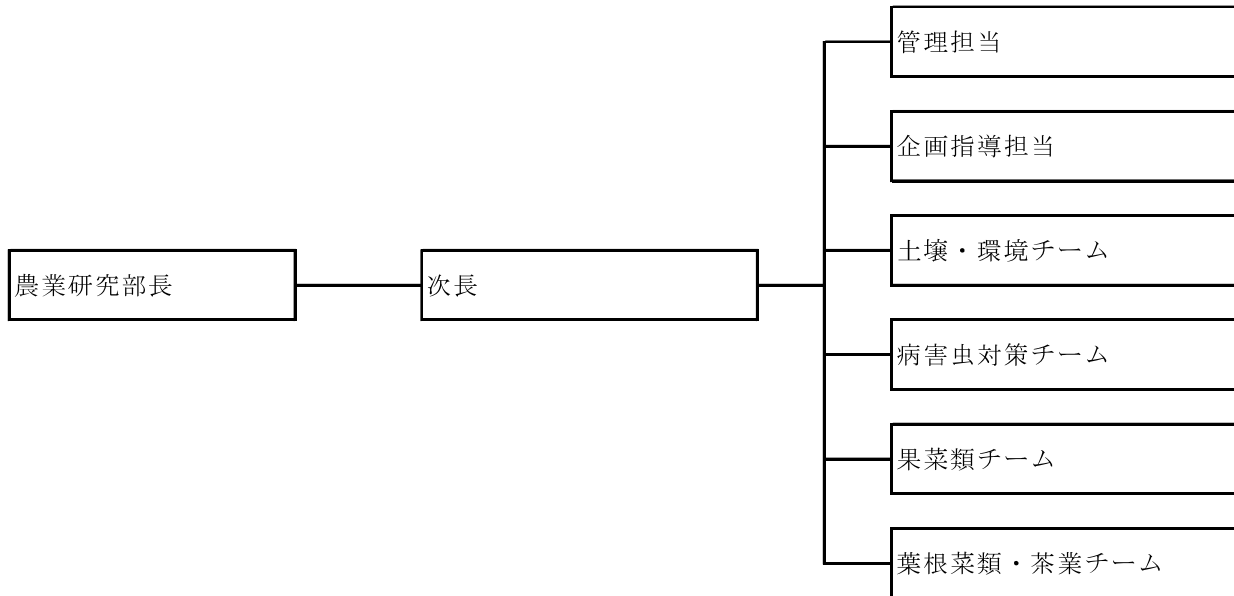 農業研究部長
次長
管理担当
企画指導担当
土壌・環境チーム
病害虫対策チーム
果菜類チーム
葉根菜類・茶業チーム